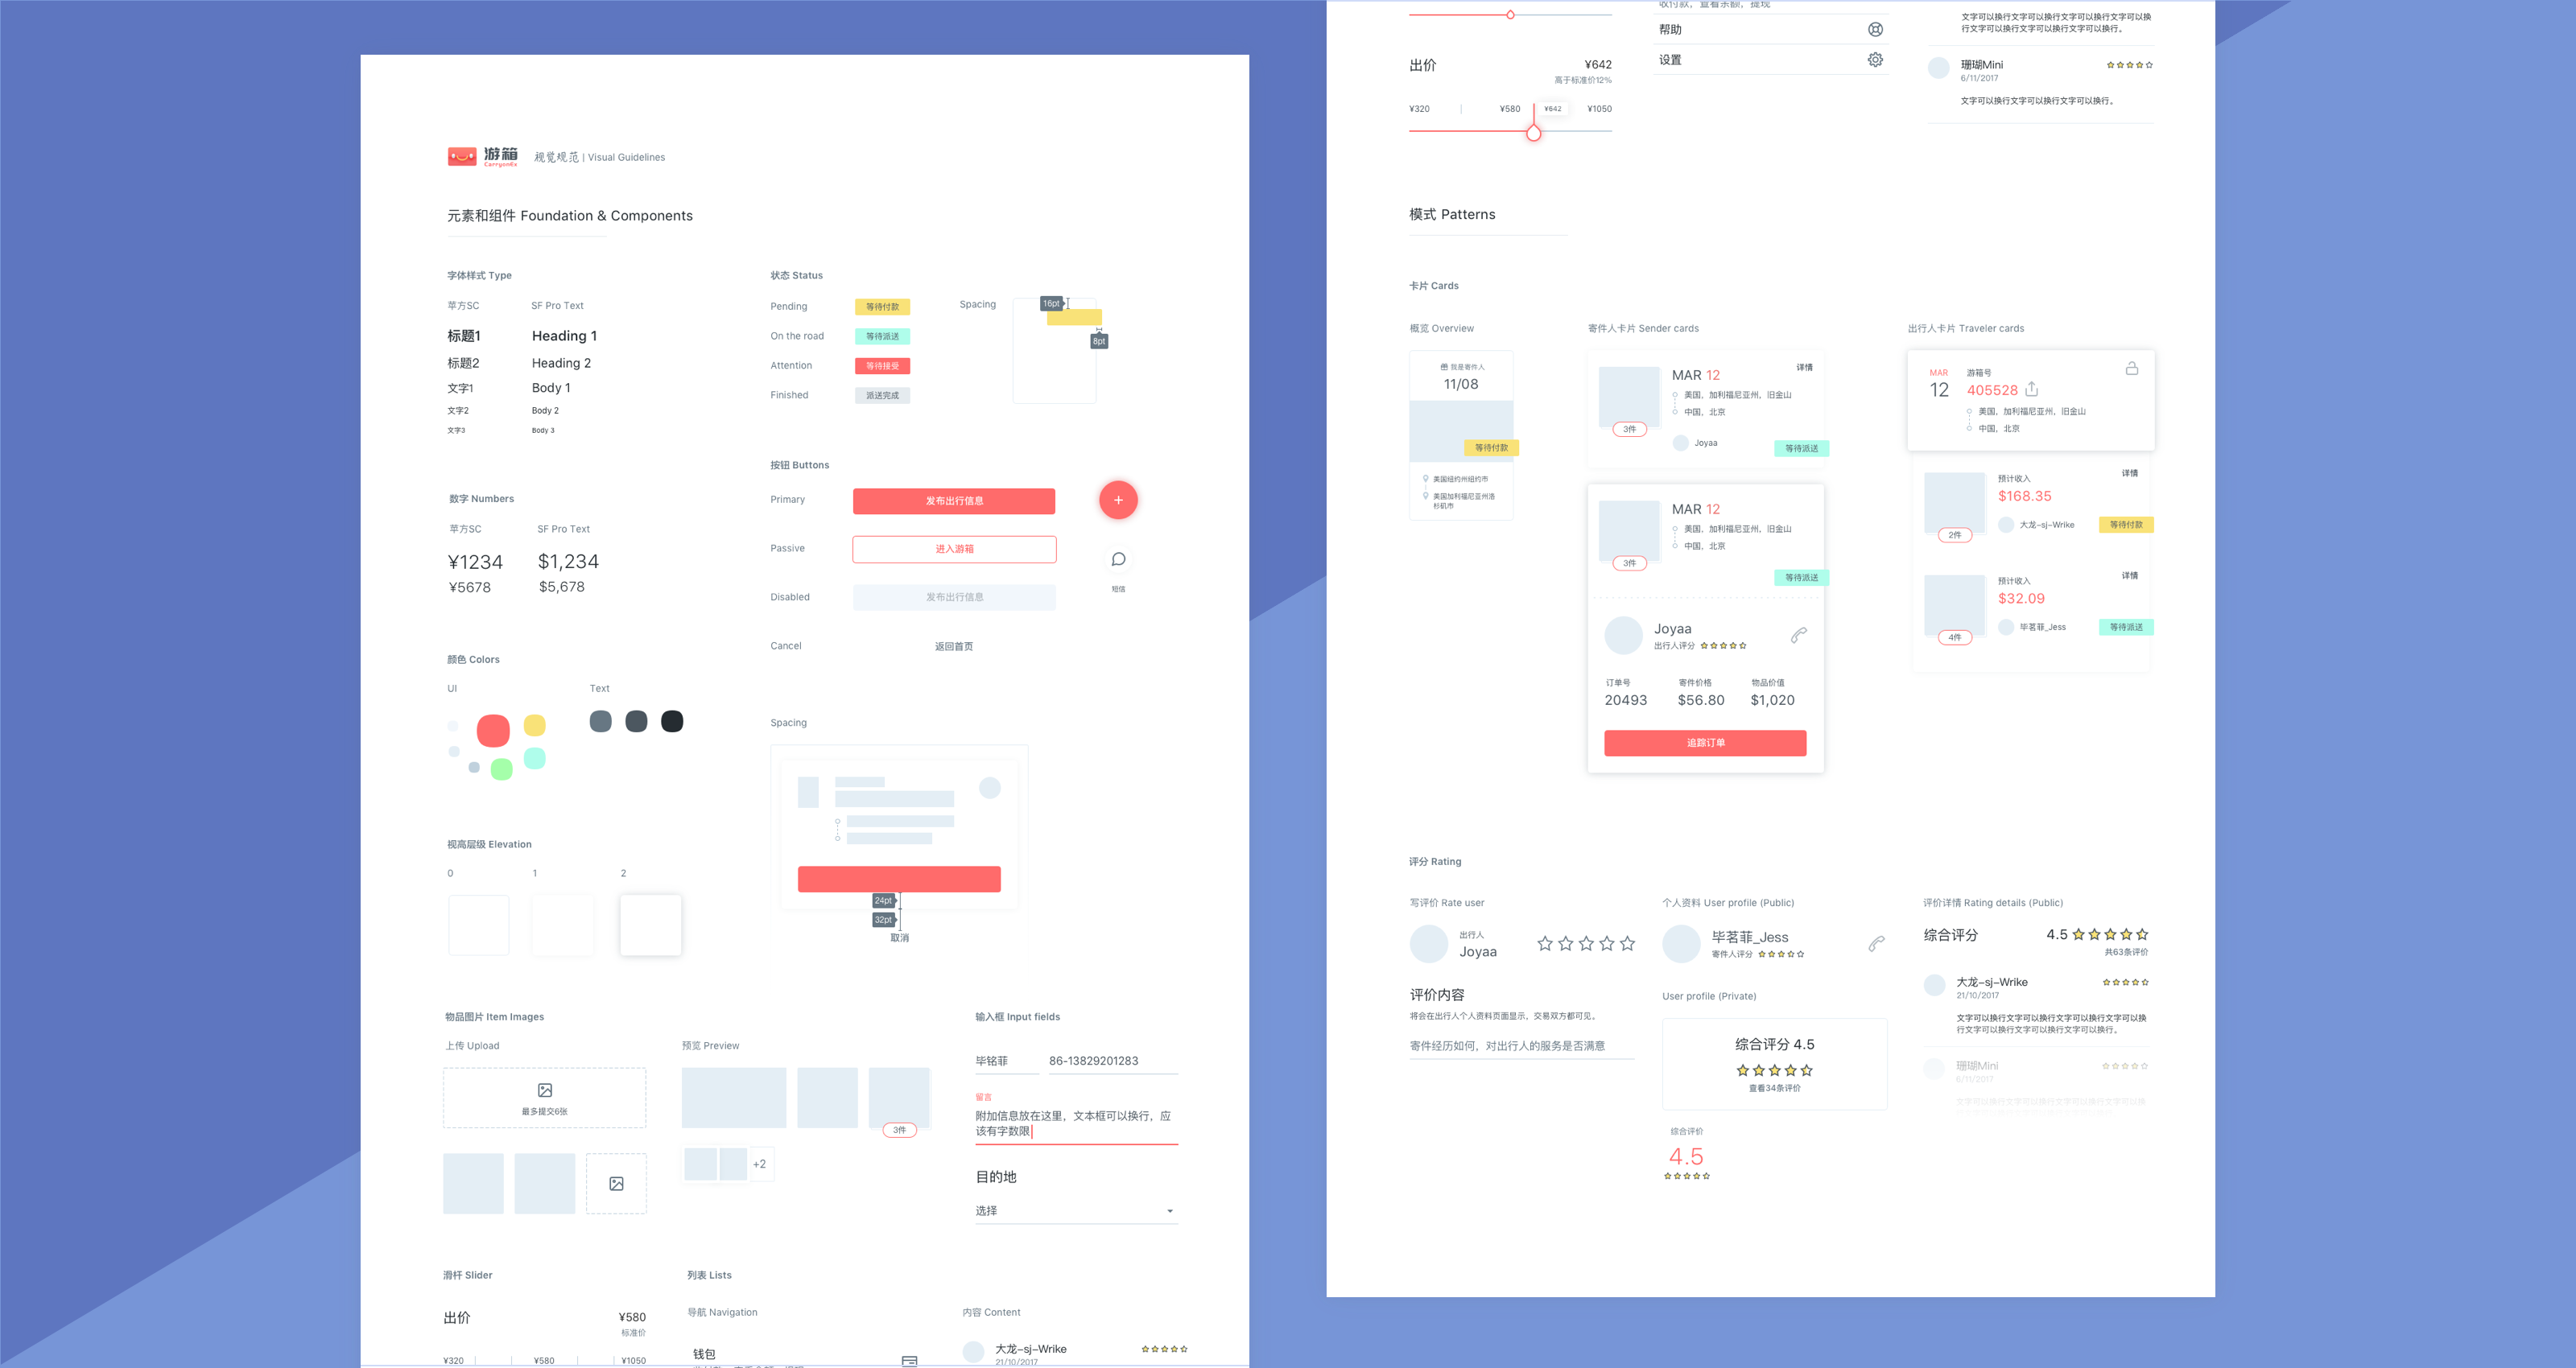 游箱
CarryonEx
视觉规范 | Visual Guidelines
元素和组件 Foundation & Components
字体样式 Type
苹方SC
SF Pro Text
标题1
Heading 1
标题2
Heading 2
文字1
Body 1
文字2
Body 2
文字3
Body 3
数字 Numbers
苹方SC
SF Pro Text
¥1234
$1,234
¥5678
$5,678
颜色 Colors
UI
Text
视高层级 Elevation
0
1
2
状态 Status
Pending
等待付款
On the road
等待派送
Attention
等待接受
Finished
派送完成
Spacing
16pt
8pt
按钮 Buttons
Primary
发布出行信息
+
Passive
进入游箱
短信
Disabled
发布出行信息
Cancel
返回首页
Spacing
24pt
32pt
取消
物品图片 Item Images
上传 Upload
最多提交6张
预览 Preview
3件
+2
输入框 Input fields
毕铭菲
86-13829201283
留言
附加信息放在这里，文本框可以换行，应
该有字数限
目的地
选择
滑杆 Slider
出价
¥580
标准价
¥320
¥580
¥1050
列表 Lists
导航 Navigation
钱包
内容 Content
大龙-sj-Wrike
21/10/2017
出价
¥642
高于标准价12%
¥320
¥580
¥642
¥1050
收付款，查看余额，提现
帮助
设置
文字可以换行文字可以换行文字可以换行文字可以换
行文字可以换行文字可以换行文字可以换行。
珊瑚Mini
6/11/2017
文字可以换行文字可以换行文字可以换行。
模式 Patterns
卡片 Cards
概览 Overview
我是寄件人
11/08
等待付款
美国纽约州纽约市
美国加利福尼亚州洛
杉机市
寄件人卡片 Sender cards
MAR 12
详情
美国，加利福尼亚州，旧金山
中国，北京
3件
Joyaa
等待派送
MAR 12
美国，加利福尼亚州，旧金山
中国，北京
3件
等待派送
Joyaa
出行人评分
订单号
寄件价格
物品价值
20493
$56.80
$1,020
追踪订单
出行人卡片 Traveler cards
MAR
12
游箱号
405528
美国，加利福尼亚州，旧金山
中国，北京
预计收入
详情
$168.35
大龙-sj-Wrike
等待付款
2件
预计收入
详情
$32.09
毕茗菲_Jess
等待派送
4件
评分 Rating
写评价 Rate user
出行人
Joyaa
评价内容
将会在出行人个人资料页面显示，交易双方都可见。
寄件经历如何，对出行人的服务是否满意
个人资料 User profile (Public)
毕茗菲_Jess
寄件人评分
User profile (Private)
综合评分 4.5
查看34条评价
综合评价
4.5
评价详情 Rating details (Public)
综合评分
4.5
共63条评价
大龙-sj-Wrike
21/10/2017
文字可以换行文字可以换行文字可以换行文字可以换
行文字可以换行文字可以换行文字可以换行。
珊瑚Mini
6/11/2017
文字可以换行文字可以换行文字可以换行文字可以换